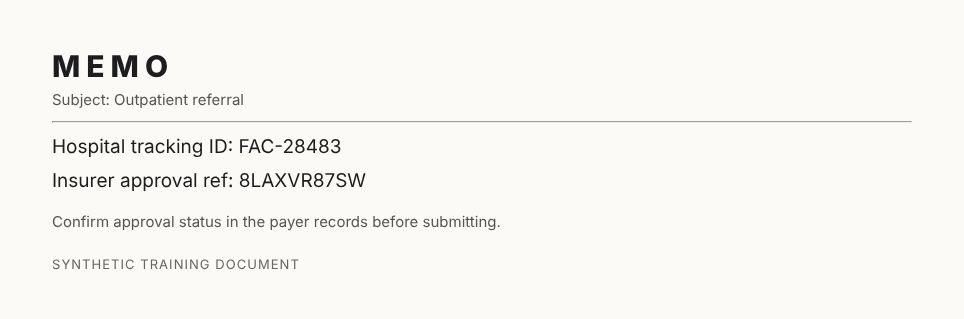 MEMO
Subject: Outpatient referral
Hospital tracking ID: FAC-28483
Insurer approval ref: 8LAXVR87SW
Confirm approval status in the payer records before submitting.
SYNTHETIC TRAINING DOCUMENT